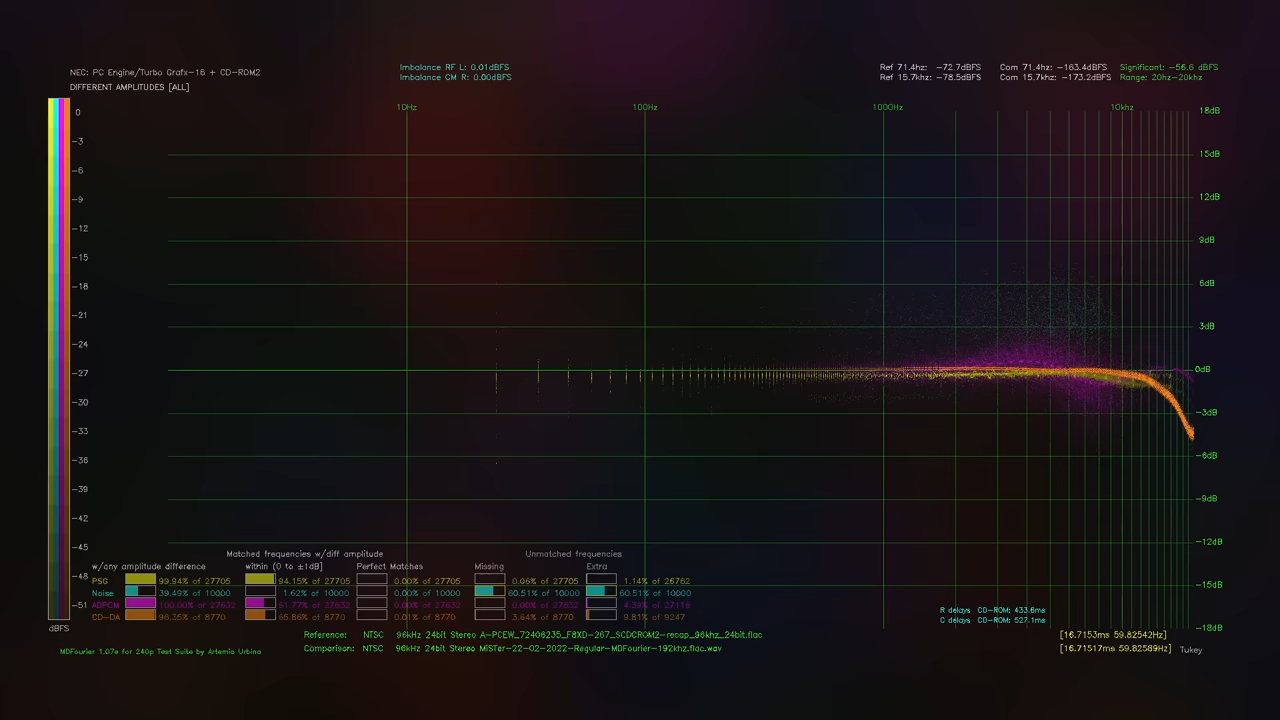 NEC: PC Engine/Turbo Grafx-16 + CD-ROM2
DIFFERENT AMPLITUDES [ALL]
Imbalance RF L: 0.01dBFS
Imbalance CM R: 0.00dBFS
Ref 71.4hz: -72.7dBFS Com 71.4hz: -163.4dBFS Significant: -56.6 dBFS
Ref 15.7khz: -78.5dBFS Com 15.7khz: -173.2dBFS Range: 20hz-20khz
10Hz 100Hz 1000Hz 10khz
18dB
15dB
12dB
9dB
6dB
3dB
0dB
-3dB
-6dB
-9dB
-12dB
-15dB
-18dB
0
-3
-6
-9
-12
-15
-18
-21
-24
-27
-30
-33
-36
-39
-42
-45
-48
-51
dBFS
Matched frequencies w/diff amplitude Unmatched frequencies
w/any amplitude difference within (0 to ±1dB) Perfect Matches Missing Extra
PSG 99.94% of 27705 94.15% of 27705 0.00% of 27705 0.06% of 27705 1.14% of 26762
Noise 39.49% of 10000 1.62% of 10000 0.00% of 10000 60.51% of 10000 60.51% of 10000
ADPCM 100.00% of 27632 61.77% of 27632 0.00% of 27632 0.00% of 27632 4.39% of 27116
CD-DA 96.35% of 8770 65.86% of 8770 0.01% of 8770 3.64% of 8770 9.81% of 9247
R delays CD-ROM: 433.6ms
C delays CD-ROM: 527.1ms
Reference: NTSC 96kHz 24bit Stereo A-PCEW_72406235_F8XD-267_SCDCROM2-recap_96khz_24bit.flac [16.7153ms 59.82542Hz]
Comparison: NTSC 96kHz 24bit Stereo MiSTer-22-02-2022-Regular-MDFourier-192khz.flac.wav [16.71517ms 59.82589Hz] Tukey
MDFourier 1.07e for 240p Test Suite by Artemio Urbina